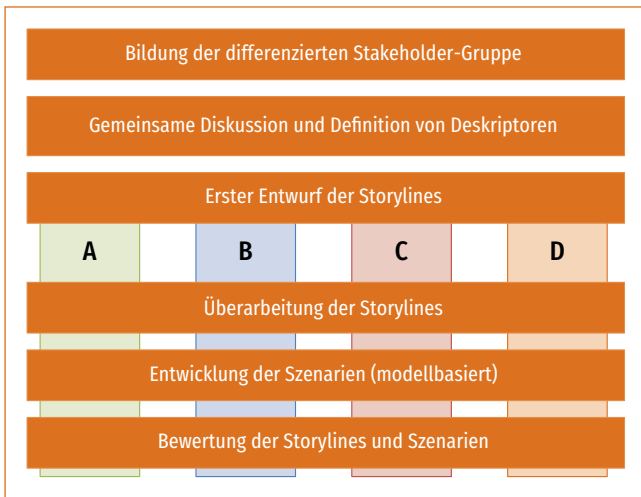 Bildung der differenzierten Stakeholder-Gruppe
Gemeinsame Diskussion und Definition von Deskriptoren
Erster Entwurf der Storylines
A B C D
Überarbeitung der Storylines
Entwicklung der Szenarien (modellbasiert)
Bewertung der Storylines und Szenarien